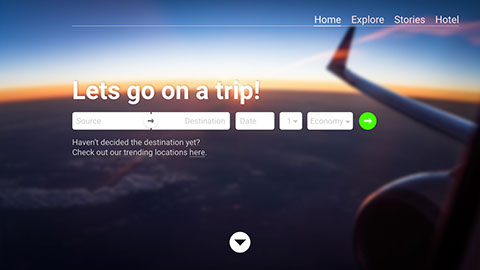 Home Explore Stories Hotel
Lets go on a trip!
Source Destination Date 1 Economy
Haven't decided the destination yet?
Check out our trending locations here.